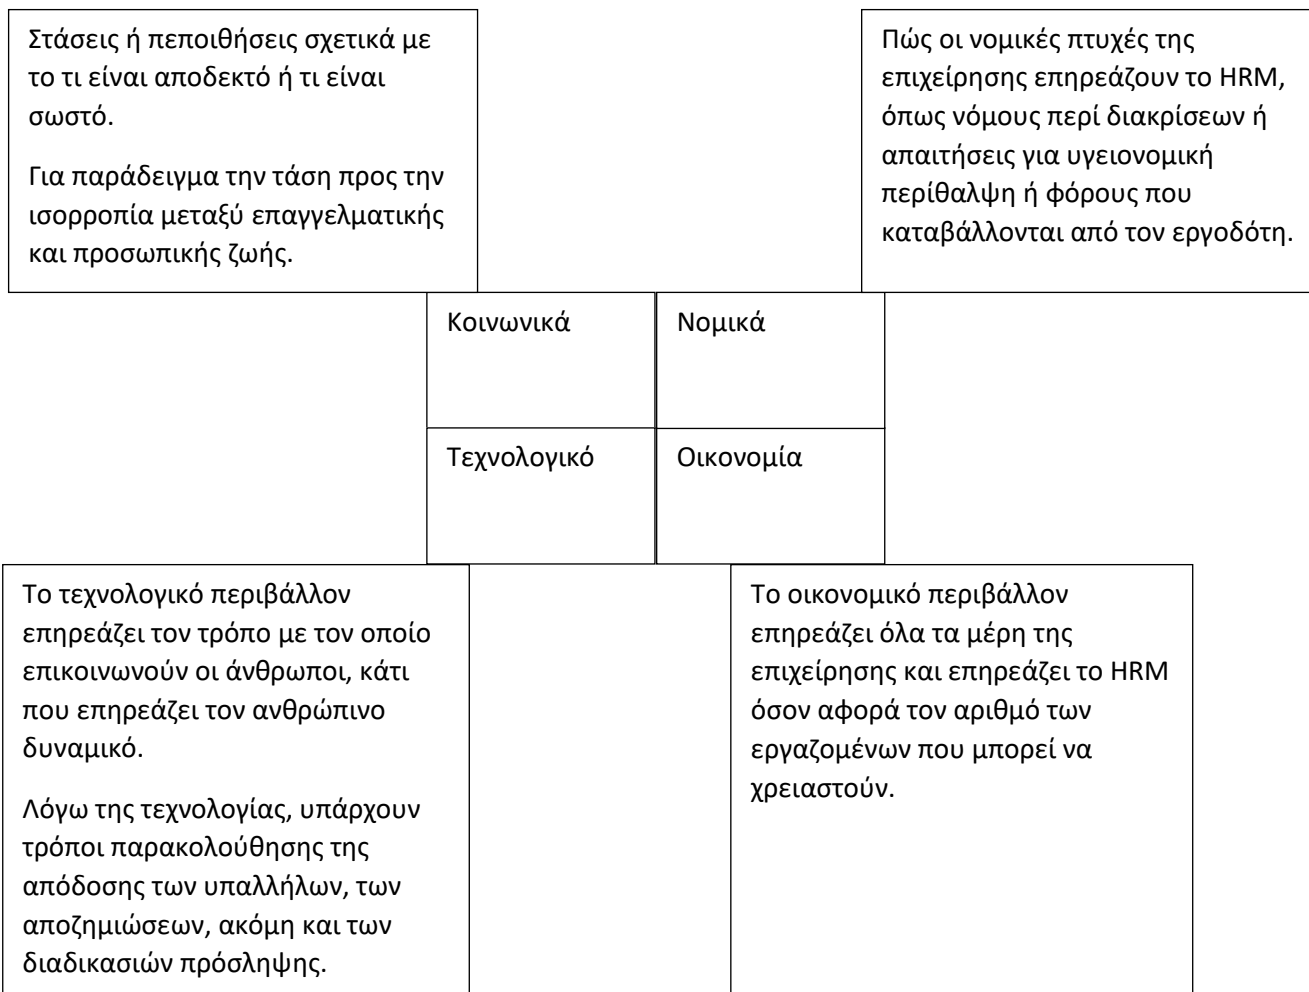 Στάσεις ή πεποιθήσεις σχετικά με
το τι είναι αποδεκτό ή τι είναι
σωστό.
Για παράδειγμα την τάση προς την
ισορροπία μεταξύ επαγγελματικής
και προσωπικής ζωής.
Πώς οι νομικές πτυχές της
επιχείρησης επηρεάζουν το HRM,
όπως νόμους περί διακρίσεων ή
απαιτήσεις για υγειονομική
περίθαλψη ή φόρους που
καταβάλλονται από τον εργοδότη.
Κοινωνικά
Νομικά
Τεχνολογικό
Οικονομία
Το τεχνολογικό περιβάλλον
επηρεάζει τον τρόπο με τον οποίο
επικοινωνούν οι άνθρωποι, κάτι
που επηρεάζει τον ανθρώπινο
δυναμικό.
Λόγω της τεχνολογίας, υπάρχουν
τρόποι παρακολούθησης της
απόδοσης των υπαλλήλων, των
αποζημιώσεων, ακόμη και των
διαδικασιών πρόσληψης.
Το οικονομικό περιβάλλον
επηρεάζει όλα τα μέρη της
επιχείρησης και επηρεάζει το HRM
όσον αφορά τον αριθμό των
εργαζομένων που μπορεί να
χρειαστούν.